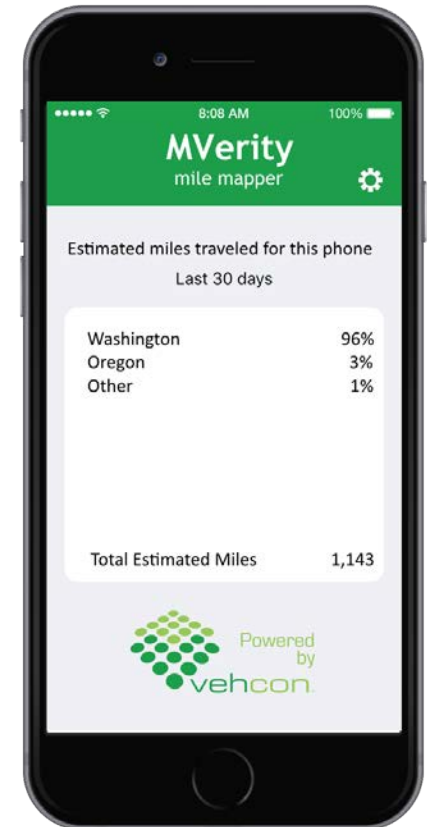 8:08 AM
100%
MVerity
mile mapper
Estimated miles traveled for this phone
Last 30 days
Washington 96%
Oregon 3%
Other 1%
Total Estimated Miles 1,143
Powered
by
vehcon.